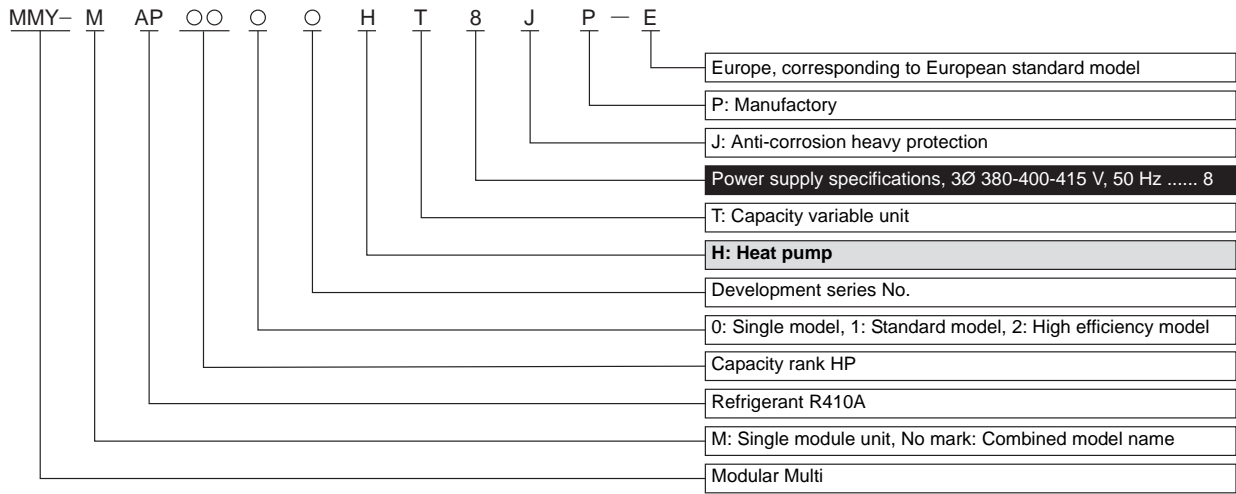 MMY- M AP ○○ ○ ○ H T 8 J P — E
Europe, corresponding to European standard model
P: Manufactory
J: Anti-corrosion heavy protection
Power supply specifications, 3Ø 380-400-415 V, 50 Hz ...... 8
T: Capacity variable unit
H: Heat pump
Development series No.
0: Single model, 1: Standard model, 2: High efficiency model
Capacity rank HP
Refrigerant R410A
M: Single module unit, No mark: Combined model name
Modular Multi